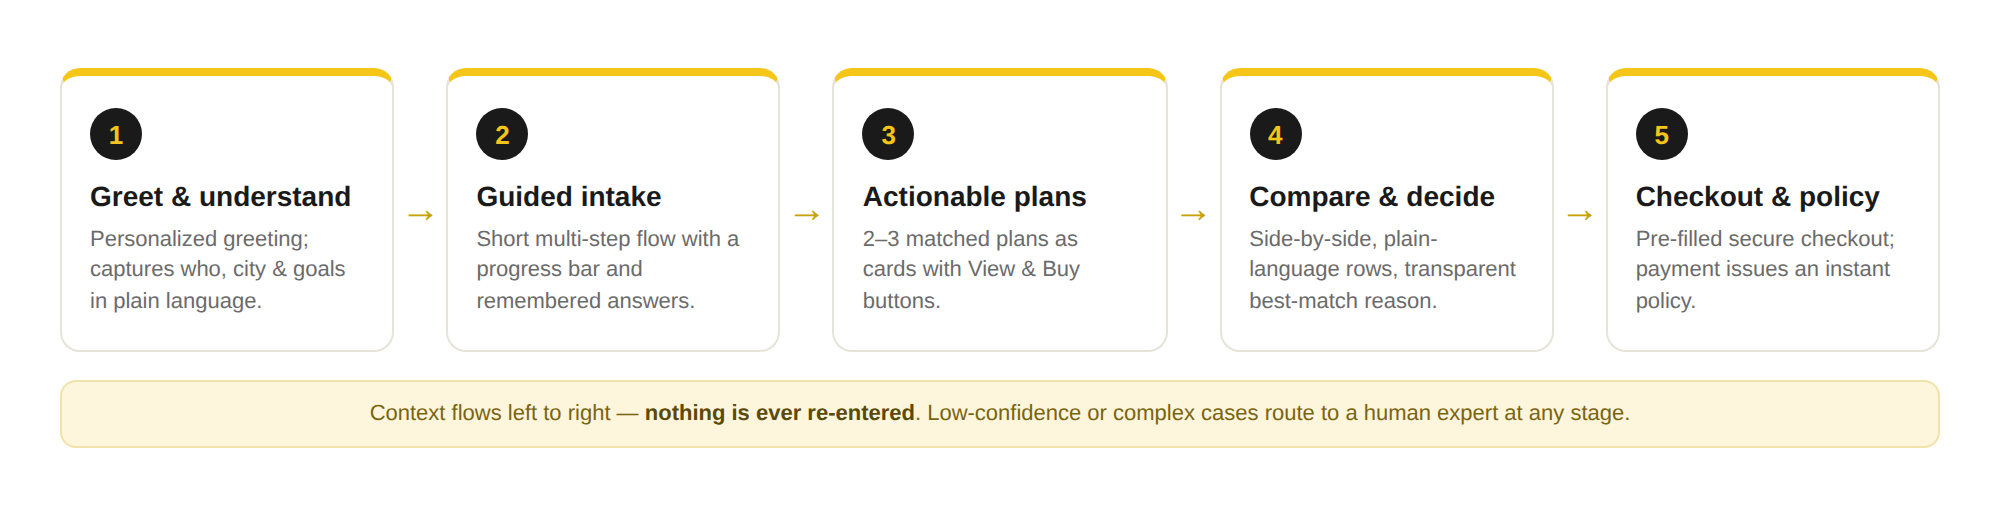 1
Greet & understand
Personalized greeting;
captures who, city & goals
in plain language.
→
2
Guided intake
Short multi-step flow with a
progress bar and
remembered answers.
→
3
Actionable plans
2–3 matched plans as
cards with View & Buy
buttons.
→
4
Compare & decide
Side-by-side, plain-
language rows, transparent
best-match reason.
→
5
Checkout & policy
Pre-filled secure checkout;
payment issues an instant
policy.
Context flows left to right — nothing is ever re-entered. Low-confidence or complex cases route to a human expert at any stage.